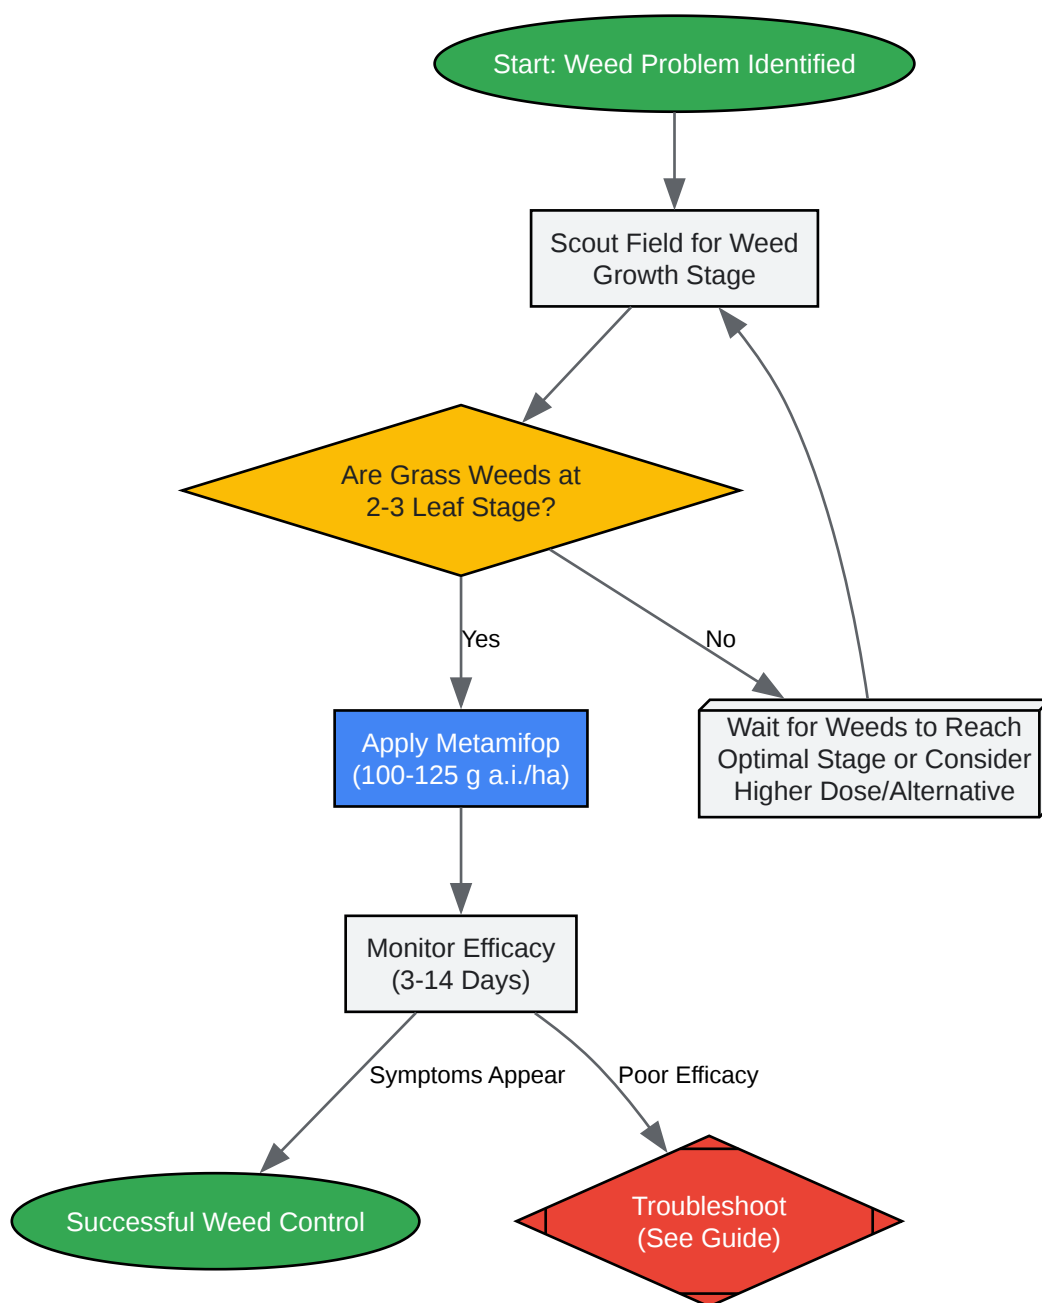 Start: Weed Problem Identified
Scout Field for Weed
Growth Stage
Are Grass Weeds at
2-3 Leaf Stage?
Yes
No
Apply Metamifop
(100-125 g a.i./ha)
Wait for Weeds to Reach
Optimal Stage or Consider
Higher Dose/Alternative
Monitor Efficacy
(3-14 Days)
Symptoms Appear
Poor Efficacy
Successful Weed Control
Troubleshoot
(See Guide)